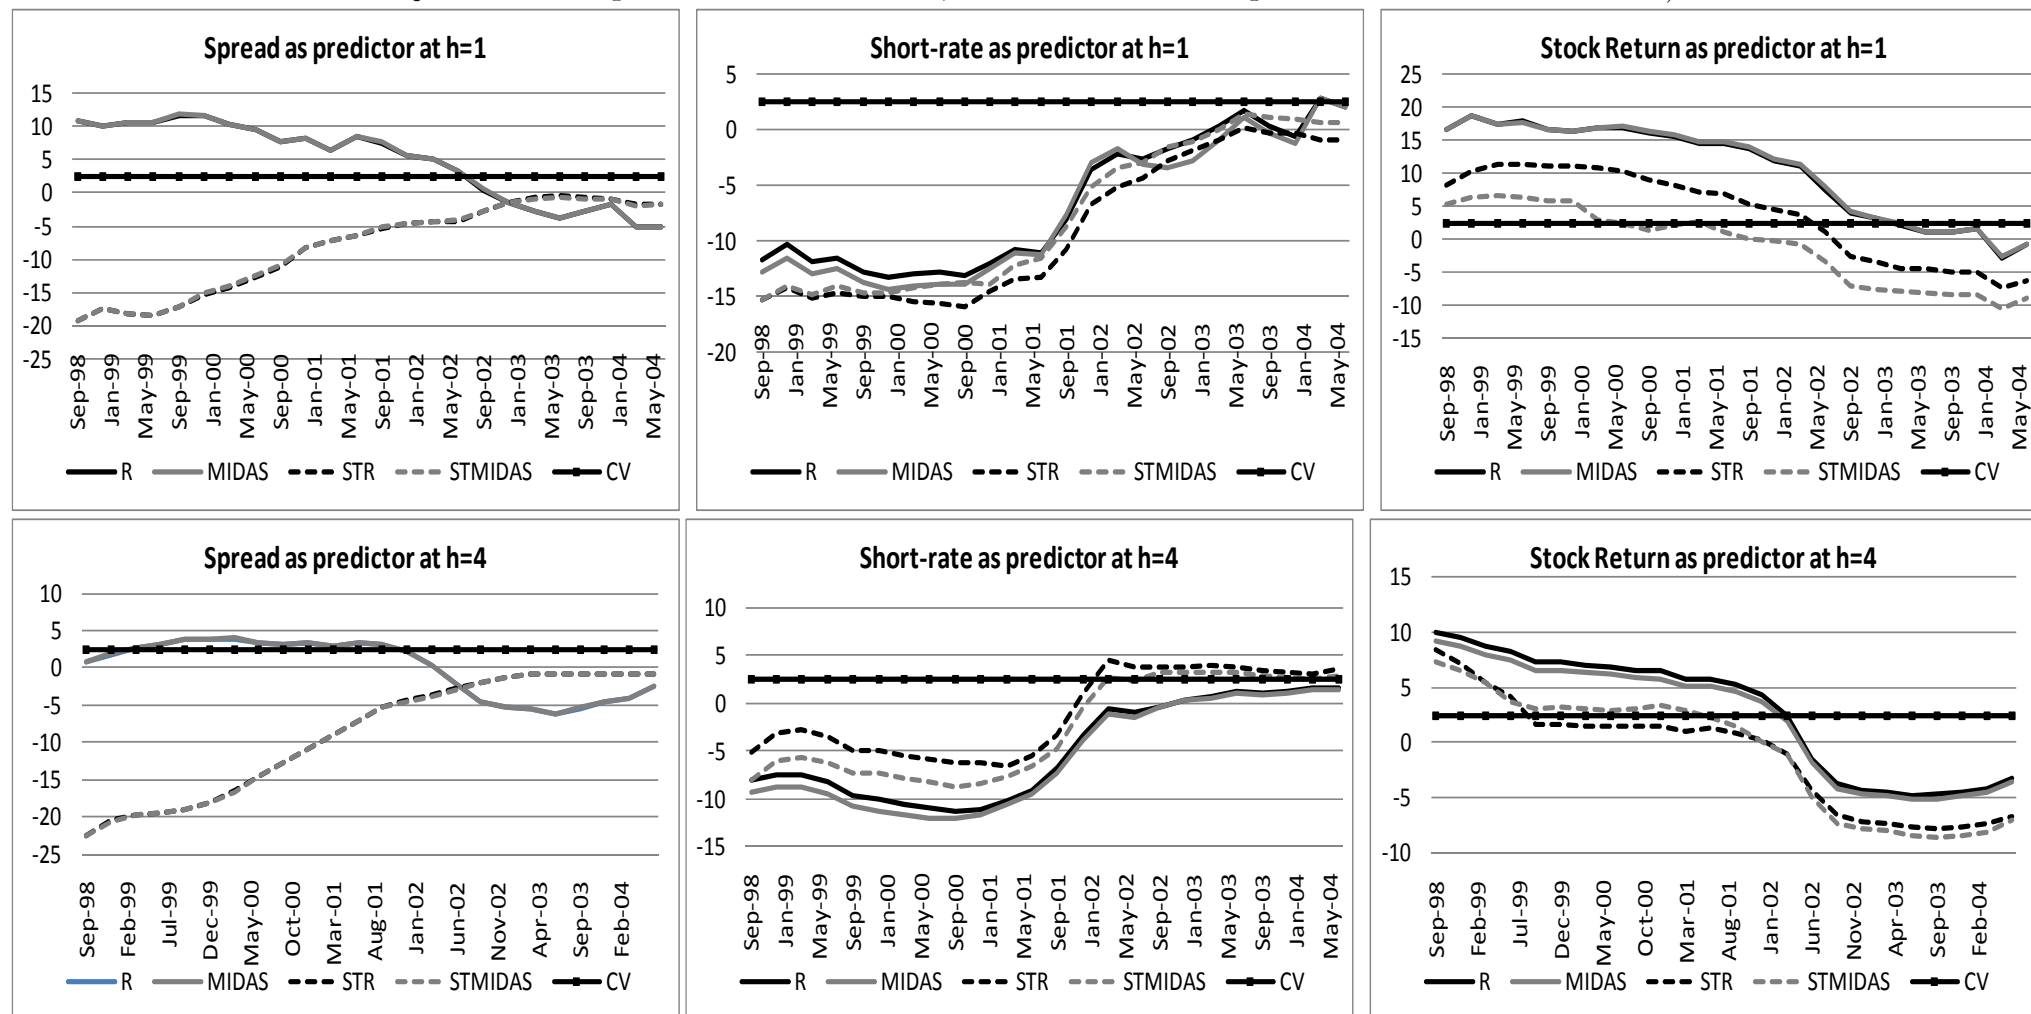 Spread as predictor at h=1
15
10
5
0
-5
-10
-15
-20
-25
Sep-98
Jan-99
May-99
Sep-99
Jan-00
May-00
Sep-00
Jan-01
May-01
Sep-01
Jan-02
May-02
Sep-02
Jan-03
May-03
Sep-03
Jan-04
May-04
R MIDAS STR STMIDAS CV
Short-rate as predictor at h=1
5
0
-5
-10
-15
-20
Sep-98
Jan-99
May-99
Sep-99
Jan-00
May-00
Sep-00
Jan-01
May-01
Sep-01
Jan-02
May-02
Sep-02
Jan-03
May-03
Sep-03
Jan-04
May-04
R MIDAS STR STMIDAS CV
Stock Return as predictor at h=1
25
20
15
10
5
0
-5
-10
-15
Sep-98
Jan-99
May-99
Sep-99
Jan-00
May-00
Sep-00
Jan-01
May-01
Sep-01
Jan-02
May-02
Sep-02
Jan-03
May-03
Sep-03
Jan-04
May-04
R MIDAS STR STMIDAS CV
Spread as predictor at h=4
10
5
0
-5
-10
-15
-20
-25
Sep-98
Feb-99
Jul-99
Dec-99
May-00
Oct-00
Mar-01
Aug-01
Jan-02
Jun-02
Nov-02
Apr-03
Sep-03
Feb-04
R MIDAS STR STMIDAS CV
Short-rate as predictor at h=4
10
5
0
-5
-10
-15
Sep-98
Jan-99
May-99
Sep-99
Jan-00
May-00
Sep-00
Jan-01
May-01
Sep-01
Jan-02
May-02
Sep-02
Jan-03
May-03
Sep-03
Jan-04
May-04
R MIDAS STR STMIDAS CV
Stock Return as predictor at h=4
15
10
5
0
-5
-10
Sep-98
Feb-99
Jul-99
Dec-99
May-00
Oct-00
Mar-01
Aug-01
Jan-02
Jun-02
Nov-02
Apr-03
Sep-03
Feb-04
R MIDAS STR STMIDAS CV